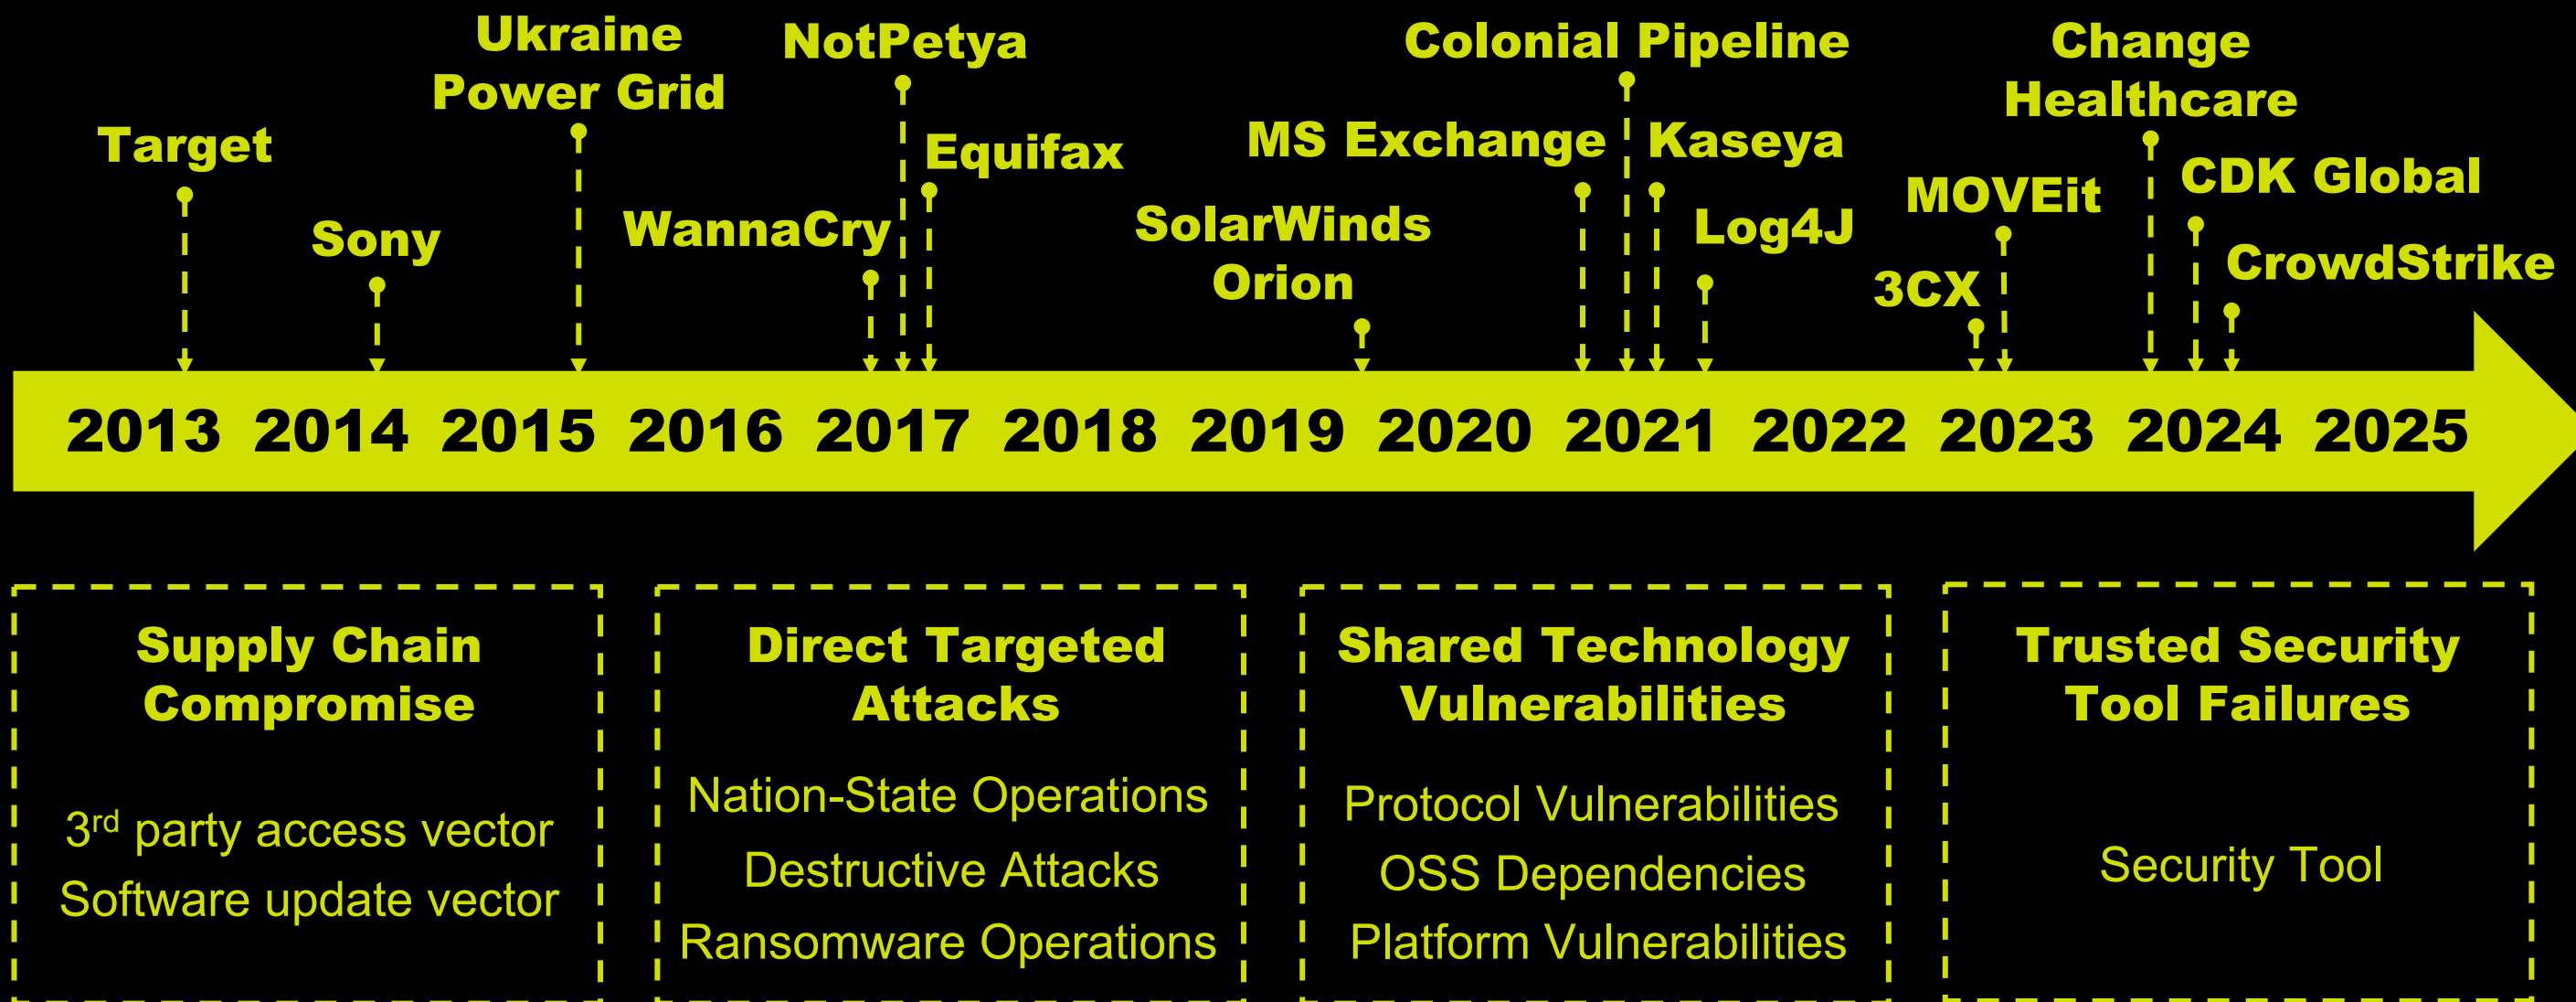 Target
Sony
Ukraine
Power Grid
WannaCry
NotPetya
Equifax
SolarWinds
Orion
MS Exchange
Colonial Pipeline
Kaseya
Log4J
3CX
MOVEit
Change
Healthcare
CDK Global
CrowdStrike
2013 2014 2015 2016 2017 2018 2019 2020 2021 2022 2023 2024 2025
Supply Chain
Compromise
3rd party access vector
Software update vector
Direct Targeted
Attacks
Nation-State Operations
Destructive Attacks
Ransomware Operations
Shared Technology
Vulnerabilities
Protocol Vulnerabilities
OSS Dependencies
Platform Vulnerabilities
Trusted Security
Tool Failures
Security Tool